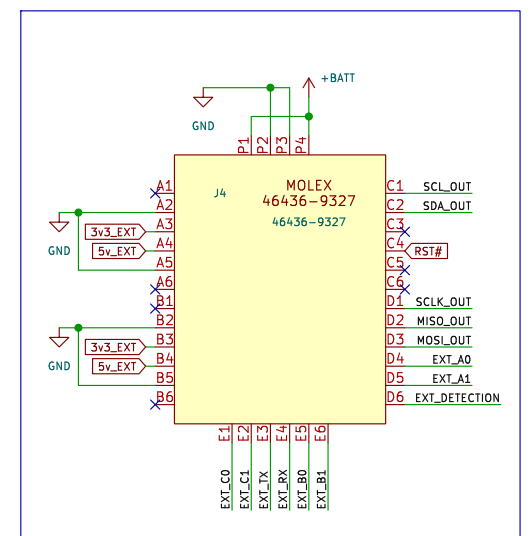 +BATT
GND
P1
P2
P3
P4
J4
MOLEX
46436-9327
46436-9327
A1
A2
A3
3v3_EXT
A4
5v_EXT
GND
A5
A6
B1
B2
B3
3v3_EXT
B4
5v_EXT
GND
B5
B6
C1
SCL_OUT
C2
SDA_OUT
C3
C4
RST#
C5
C6
D1
SCLK_OUT
D2
MISO_OUT
D3
MOSI_OUT
D4
EXT_A0
D5
EXT_A1
D6
EXT_DETECTION
E1
E2
E3
E4
E5
E6
EXT_C0
EXT_C1
EXT_TX
EXT_RX
EXT_B0
EXT_B1